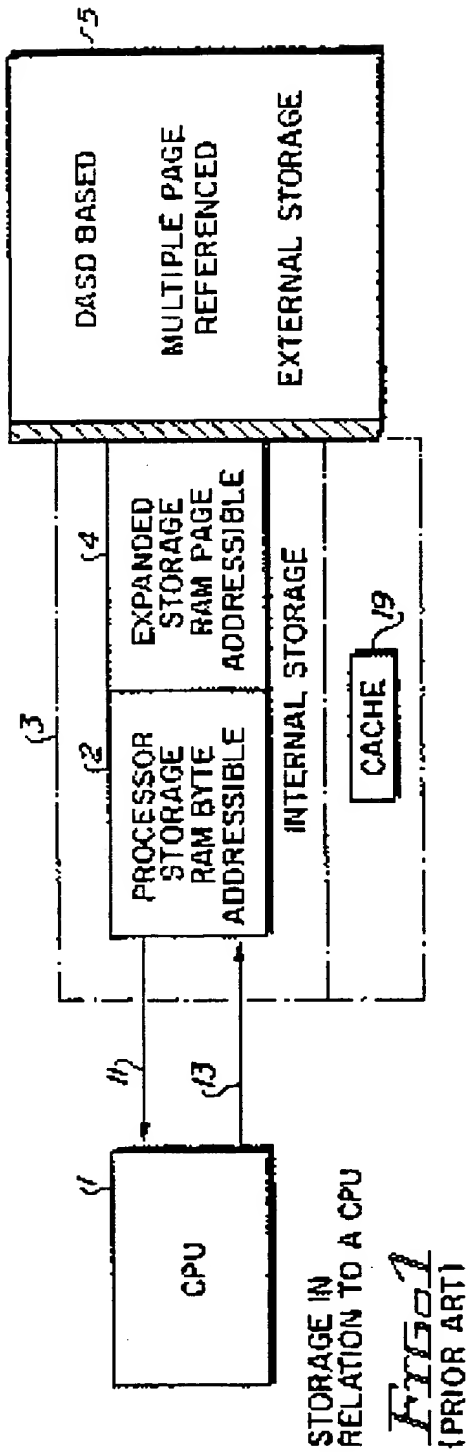 1
CPU
11
13
3
2
PROCESSOR
STORAGE
RAM BYTE
ADDRESSIBLE
4
EXPANDED
STORAGE
RAM PAGE
ADDRESSIBLE
INTERNAL STORAGE
CACHE
19
5
DASD BASED
MULTIPLE PAGE
REFERENCED
EXTERNAL STORAGE
STORAGE IN
RELATION TO A CPU
FIG. 1
(PRIOR ART)